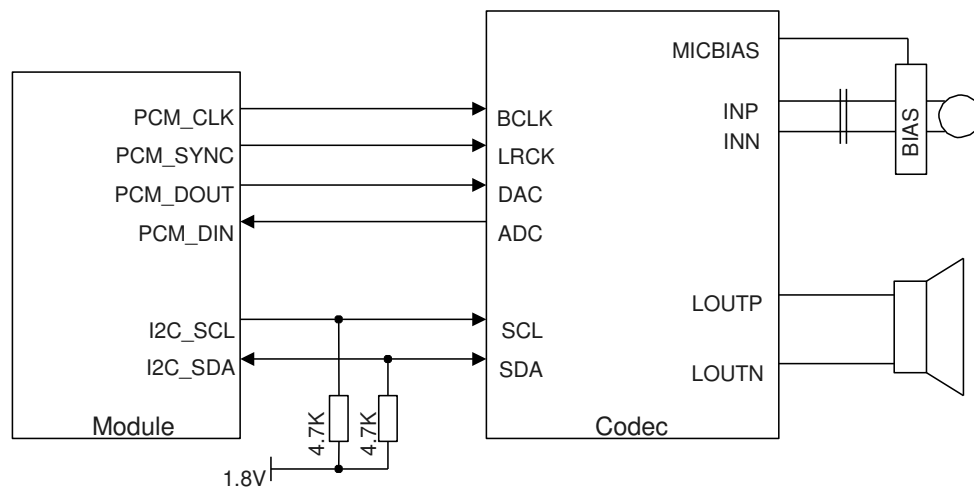 MICBIAS
PCM_CLK
BCLK
INP
PCM_SYNC
LRCK
INN
BIAS
PCM_DOUT
DAC
PCM_DIN
ADC
LOUTP
I2C_SCL
SCL
I2C_SDA
SDA
LOUTN
4.7K
4.7K
Module
Codec
1.8V